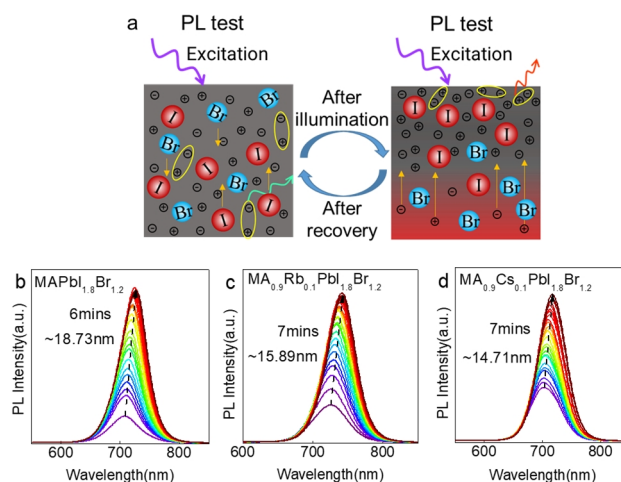 a
PL test
Excitation
Br
I
Br
I
I
I
Br
I
Br
I
After
illumination
After
recovery
PL test
Excitation
I
I
I
I
I
Br
I
Br
Br
Br
Br
b
MAPbI1.8Br1.2
6mins
~18.73nm
PL Intensity(a.u.)
600 700 800
Wavelength(nm)
c
MA0.9Rb0.1PbI1.8Br1.2
7mins
~15.89nm
PL Intensity(a.u.)
600 700 800
Wavelength(nm)
d
MA0.9Cs0.1PbI1.8Br1.2
7mins
~14.71nm
PL Intensity(a.u.)
600 700 800
Wavelength(nm)